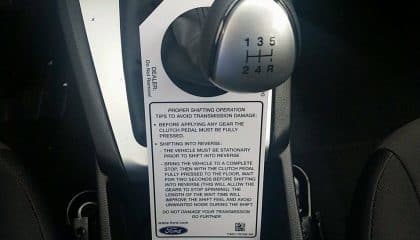 1 3 5
2 4 R
DEALER:
Do Not Remove
PROPER SHIFTING OPERATION
TIPS TO AVOID TRANSMISSION DAMAGE:
• BEFORE APPLYING ANY GEAR THE
CLUTCH PEDAL MUST BE FULLY
PRESSED.
• SHIFTING INTO REVERSE:
- THE VEHICLE MUST BE STATIONARY
PRIOR TO SHIFT INTO REVERSE.
- BRING THE VEHICLE TO A COMPLETE
STOP, THEN WITH THE CLUTCH PEDAL
FULLY PRESSED TO THE FLOOR, WAIT
FOR TWO SECONDS BEFORE SHIFTING
INTO REVERSE (THIS WILL ALLOW THE
GEARS TO STOP SPINNING). THE
LENGTH OF THE WAIT TIME WILL
IMPROVE THE SHIFT FEEL AND AVOID
UNWANTED NOISE DURING THE SHIFT)
DO NOT DAMAGE YOUR TRANSMISSION
GO FURTHER
www.ford.com
Ford